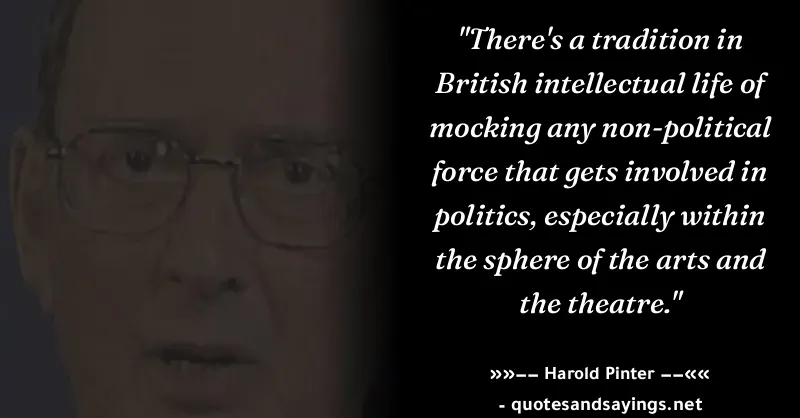 "There's a tradition in
British intellectual life of
mocking any non-political
force that gets involved in
politics, especially within
the sphere of the arts and
the theatre."
»»−− Harold Pinter −−««
- quotesandsayings.net